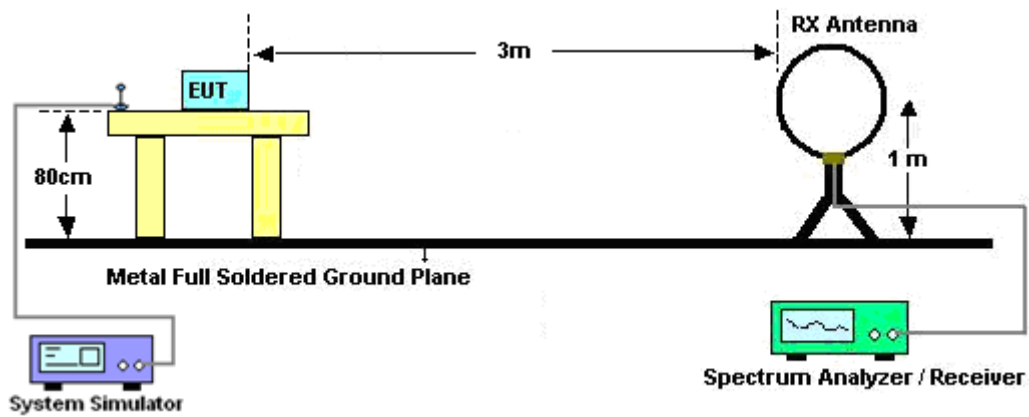 RX Antenna
3m
EUT
80cm
1 m
Metal Full Soldered Ground Plane
Spectrum Analyzer / Receiver
System Simulator